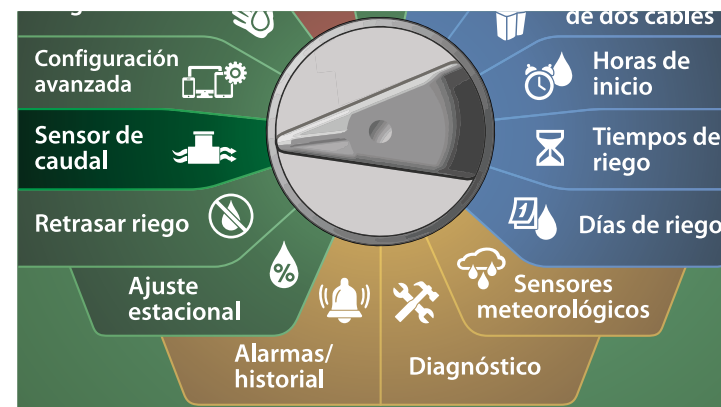 de dos cables
Configuración
avanzada
Horas de
inicio
Sensor de
caudal
Tiempos de
riego
Retrasar riego
1
Días de riego
%
Ajuste
estacional
Sensores
meteorológicos
Alarmas/
historial
Diagnóstico